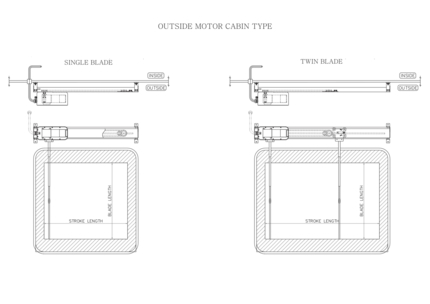 OUTSIDE MOTOR CABIN TYPE
SINGLE BLADE
TWIN BLADE
INSIDE
OUTSIDE
INSIDE
OUTSIDE
BLADE LENGTH
STROKE LENGTH
BLADE LENGTH
STROKE LENGTH